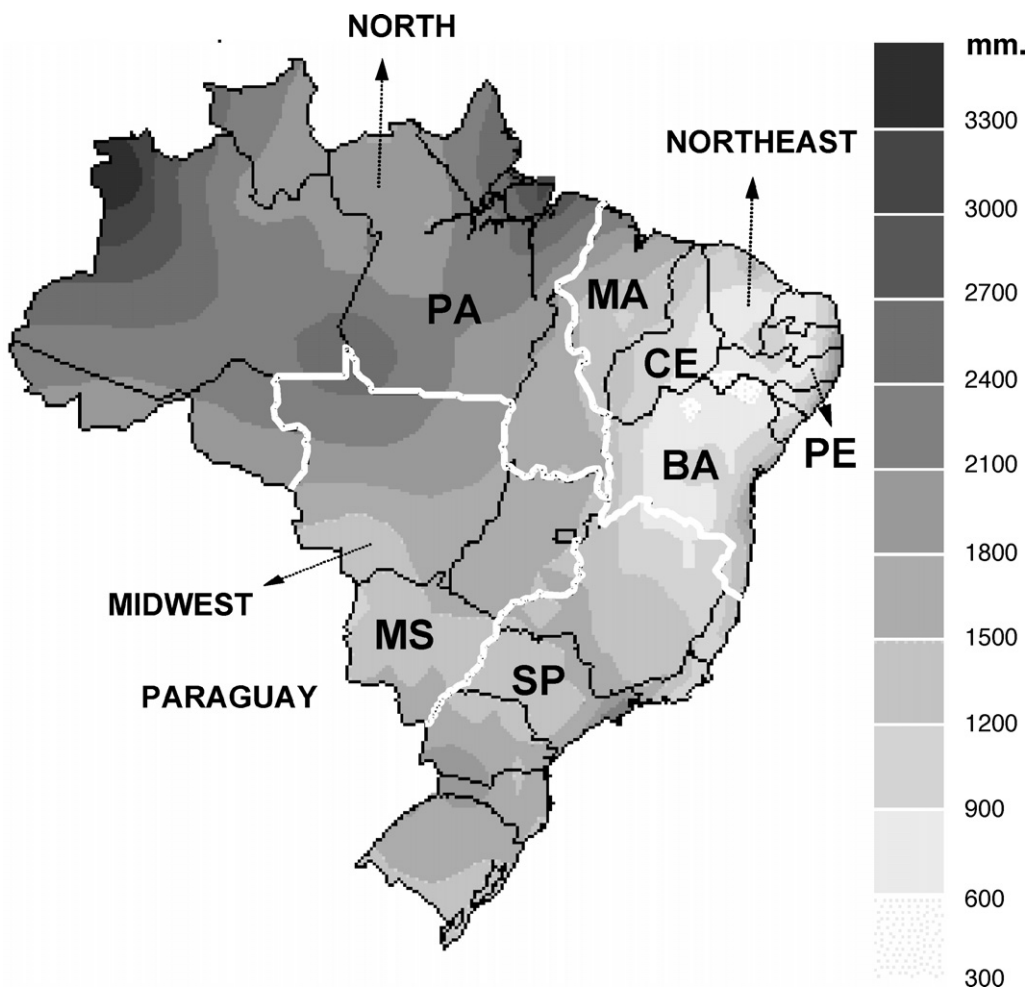 NORTH
mm.
3300
NORTHEAST
3000
2700
PA
MA
CE
2400
PE
BA
2100
1800
MIDWEST
MS
1500
PARAGUAY
SP
1200
900
600
300